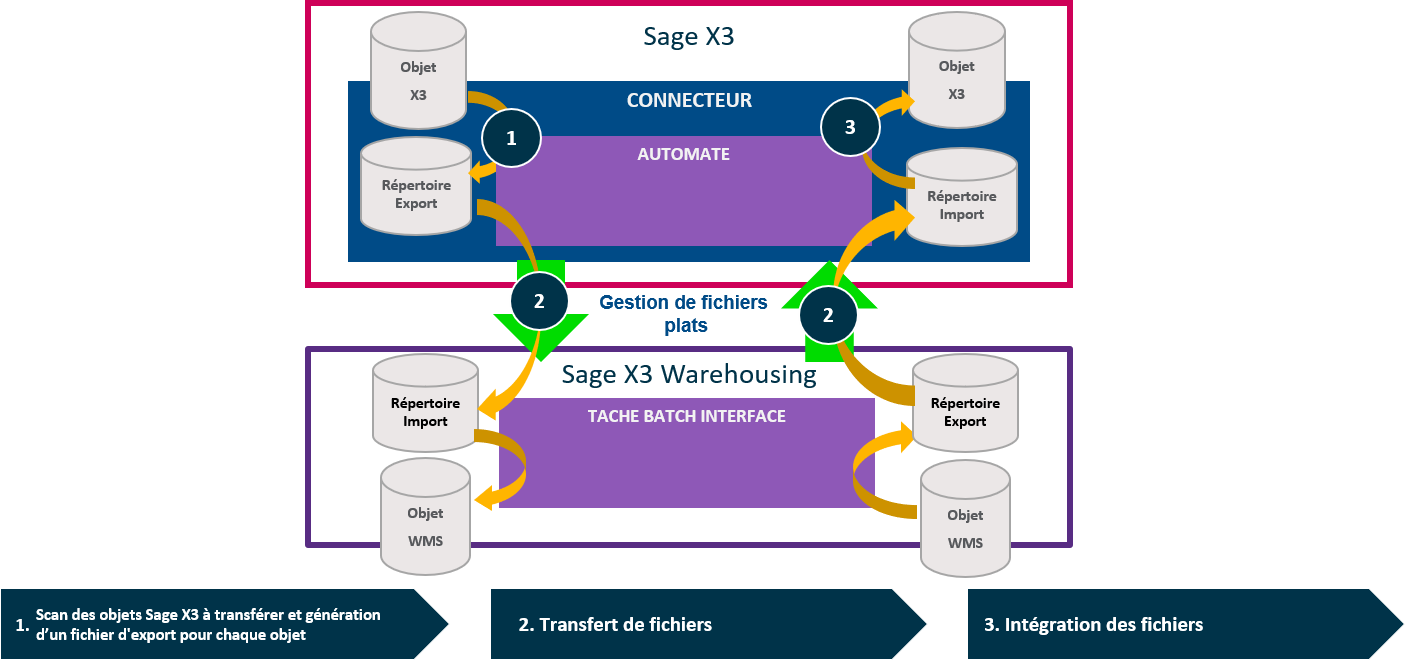 Sage X3
Objet
X3
Objet
X3
CONNECTEUR
1
3
AUTOMATE
Répertoire
Export
Répertoire
Import
2
Gestion de fichiers
plats
2
Sage X3 Warehousing
Répertoire
Import
TACHE BATCH INTERFACE
Répertoire
Export
Objet
WMS
Objet
WMS
1. Scan des objets Sage X3 à transférer et génération
d’un fichier d'export pour chaque objet
2. Transfert de fichiers
3. Intégration des fichiers